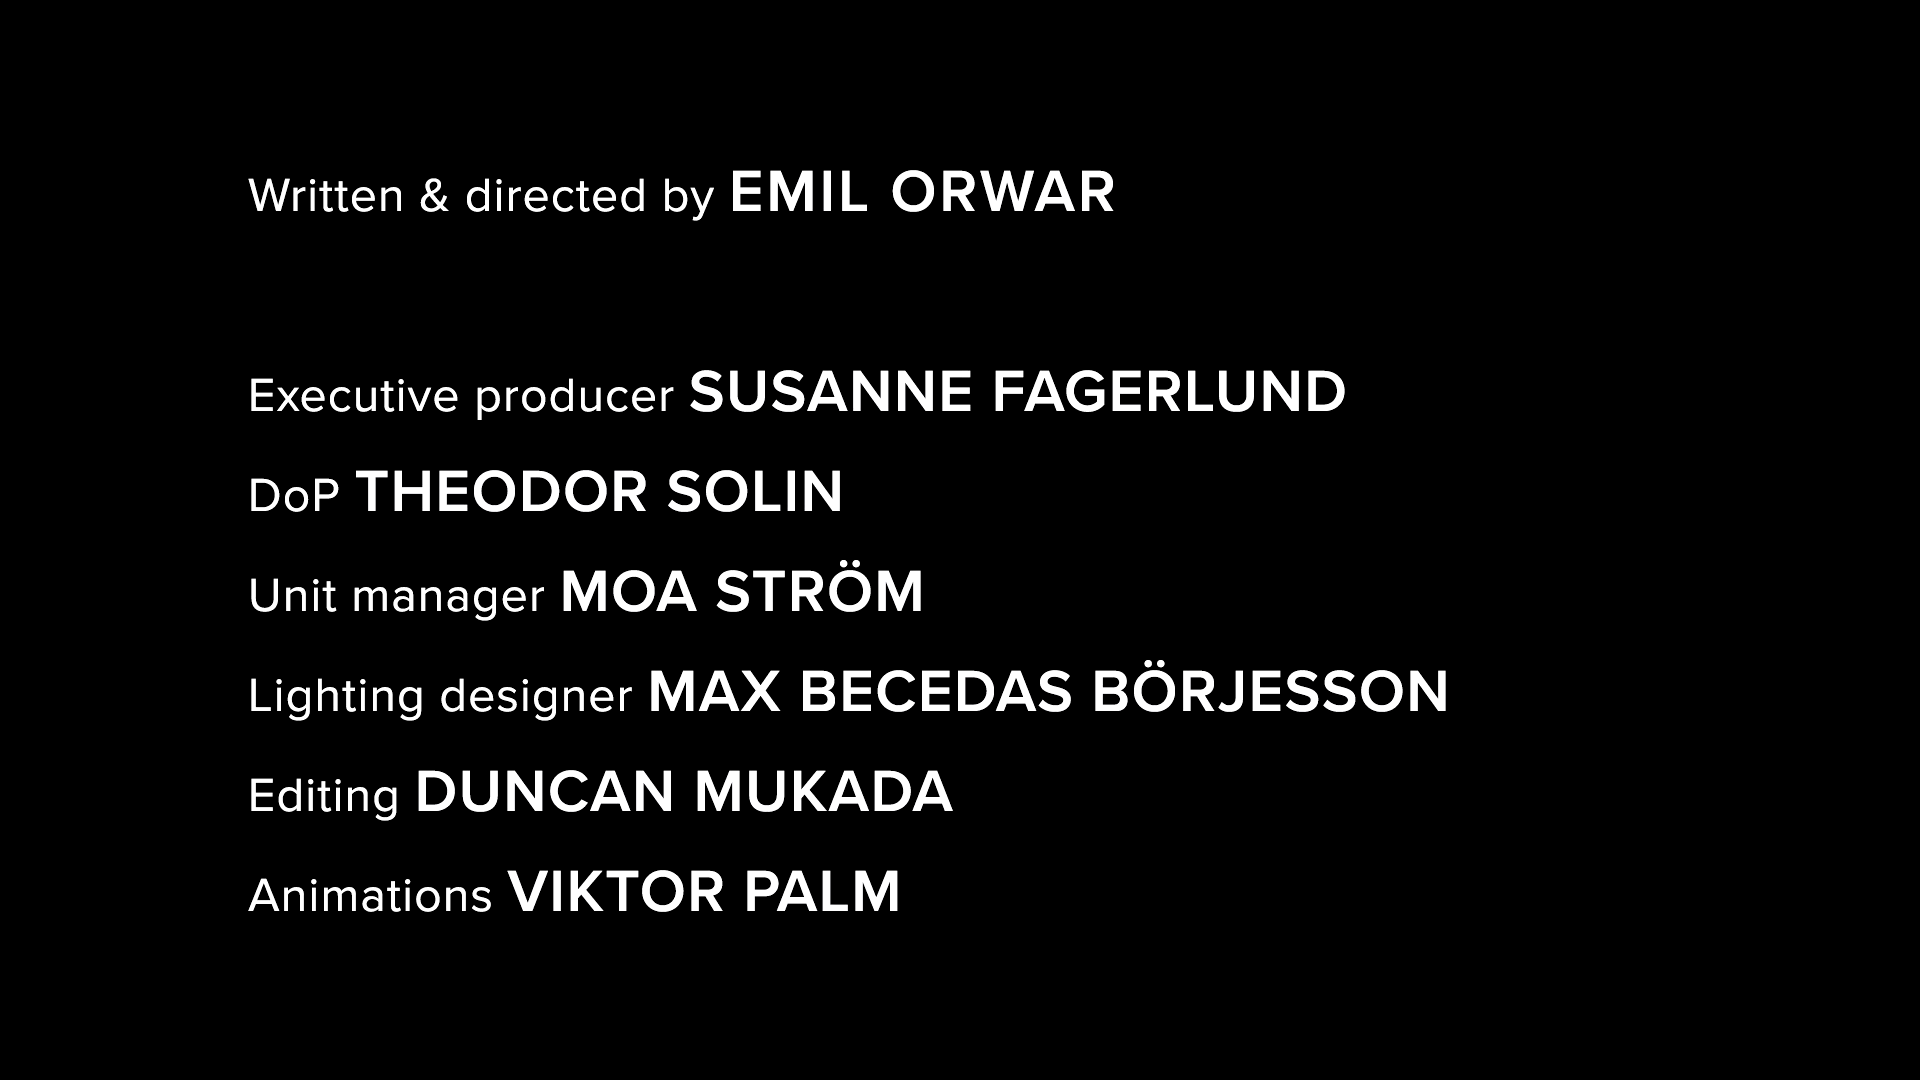 Written & directed by EMIL ORWAR
Executive producer SUSANNE FAGERLUND
DoP THEODOR SOLIN
Unit manager MOA STRÖM
Lighting designer MAX BECEDAS BÖRJESSON
Editing DUNCAN MUKADA
Animations VIKTOR PALM